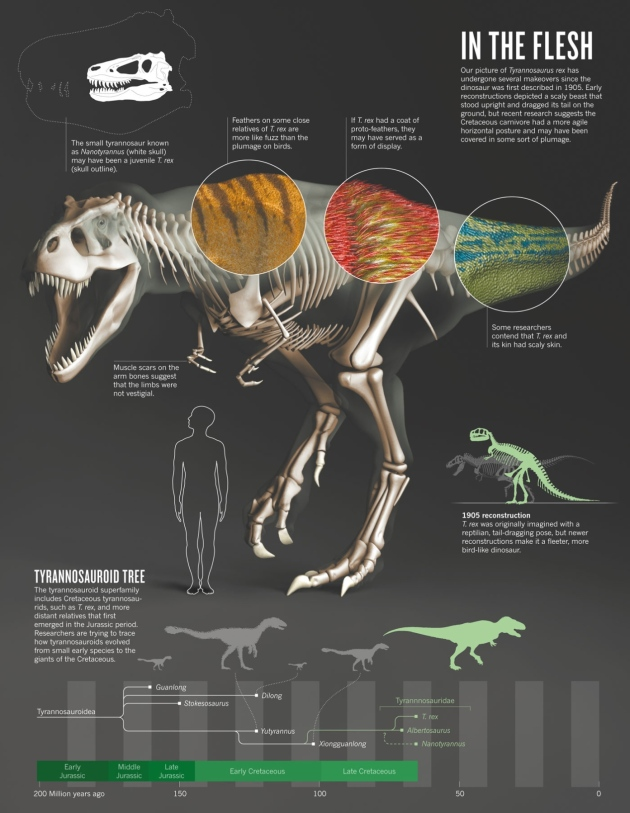 IN THE FLESH
Our picture of Tyrannosaurus rex has
undergone several makeovers since the
dinosaur was first described in 1905. Early
reconstructions depicted a scaly beast that
stood upright and dragged its tail on the
ground, but recent research suggests the
Cretaceous carnivore had a more agile
horizontal posture and may have been
covered in some sort of plumage.
The small tyrannosaur known
as Nanotyrannus (white skull)
may have been a juvenile T. rex
(skull outline).
Feathers on some close
relatives of T. rex are
more like fuzz than the
plumage on birds.
If T. rex had a coat of
proto-feathers, they
may have served as a
form of display.
Some researchers
contend that T. rex and
its kin had scaly skin.
Muscle scars on the
arm bones suggest
that the limbs were
not vestigial.
1905 reconstruction
T. rex was originally imagined with a
reptilian, tail-dragging pose, but newer
reconstructions make it a fleeter, more
bird-like dinosaur.
TYRANNOSAUROID TREE
The tyrannosauroid superfamily
includes Cretaceous tyrannosau-
rids, such as T. rex, and more
distant relatives that first
emerged in the Jurassic period.
Researchers are trying to trace
how tyrannosauroids evolved
from small early species to the
giants of the Cretaceous.
Tyrannosauroidea
Guanlong
Stokesosaurus
Dilong
Yutyrannus
Xiongguanlong
Tyrannnosauridae
T. rex
Albertosaurus
Nanotyrannus
Early
Jurassic
Middle
Jurassic
Late
Jurassic
Early Cretaceous
Late Cretaceous
200 Million years ago
150
100
50
0